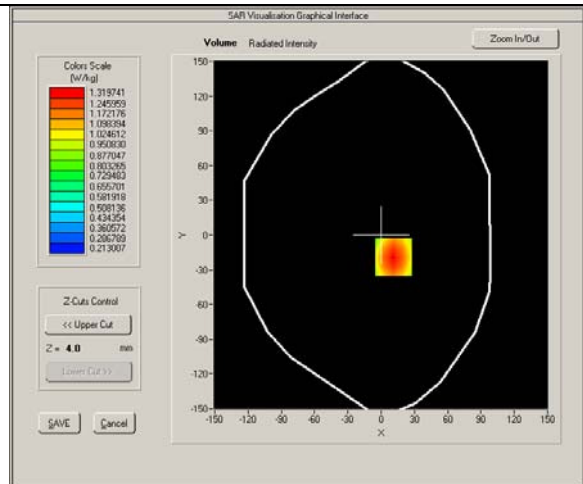 SAR Visualisation Graphical Interface
Volume Radiated Intensity
Zoom In/Out
Colors Scale
(W/kg)
1.319741
1.245959
1.172176
1.098394
1.024612
0.950830
0.877047
0.803265
0.729483
0.655701
0.581918
0.508136
0.434354
0.360572
0.286789
0.213007
Z-Cuts Control
<< Upper Cut
Z = 4.0 mm
Lower Cut >>
SAVE Cancel
150
120
90
60
30
0
-30
-60
-90
-120
-150
Y
-150 -120 -90 -60 -30 0 30 60 90 120 150
X